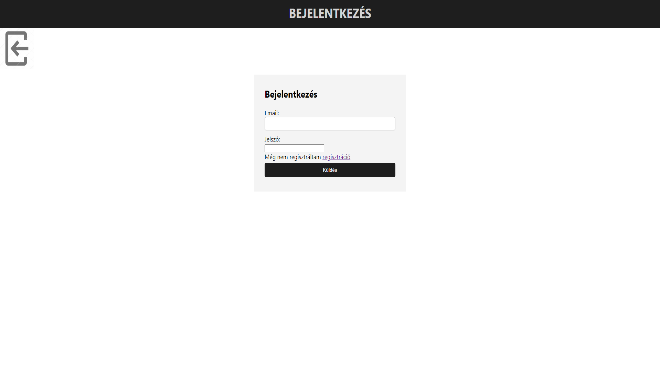 BEJELENTKEZÉS
Bejelentkezés
Email:
Jelszó:
Még nem regisztráltam regisztráció
Küldés